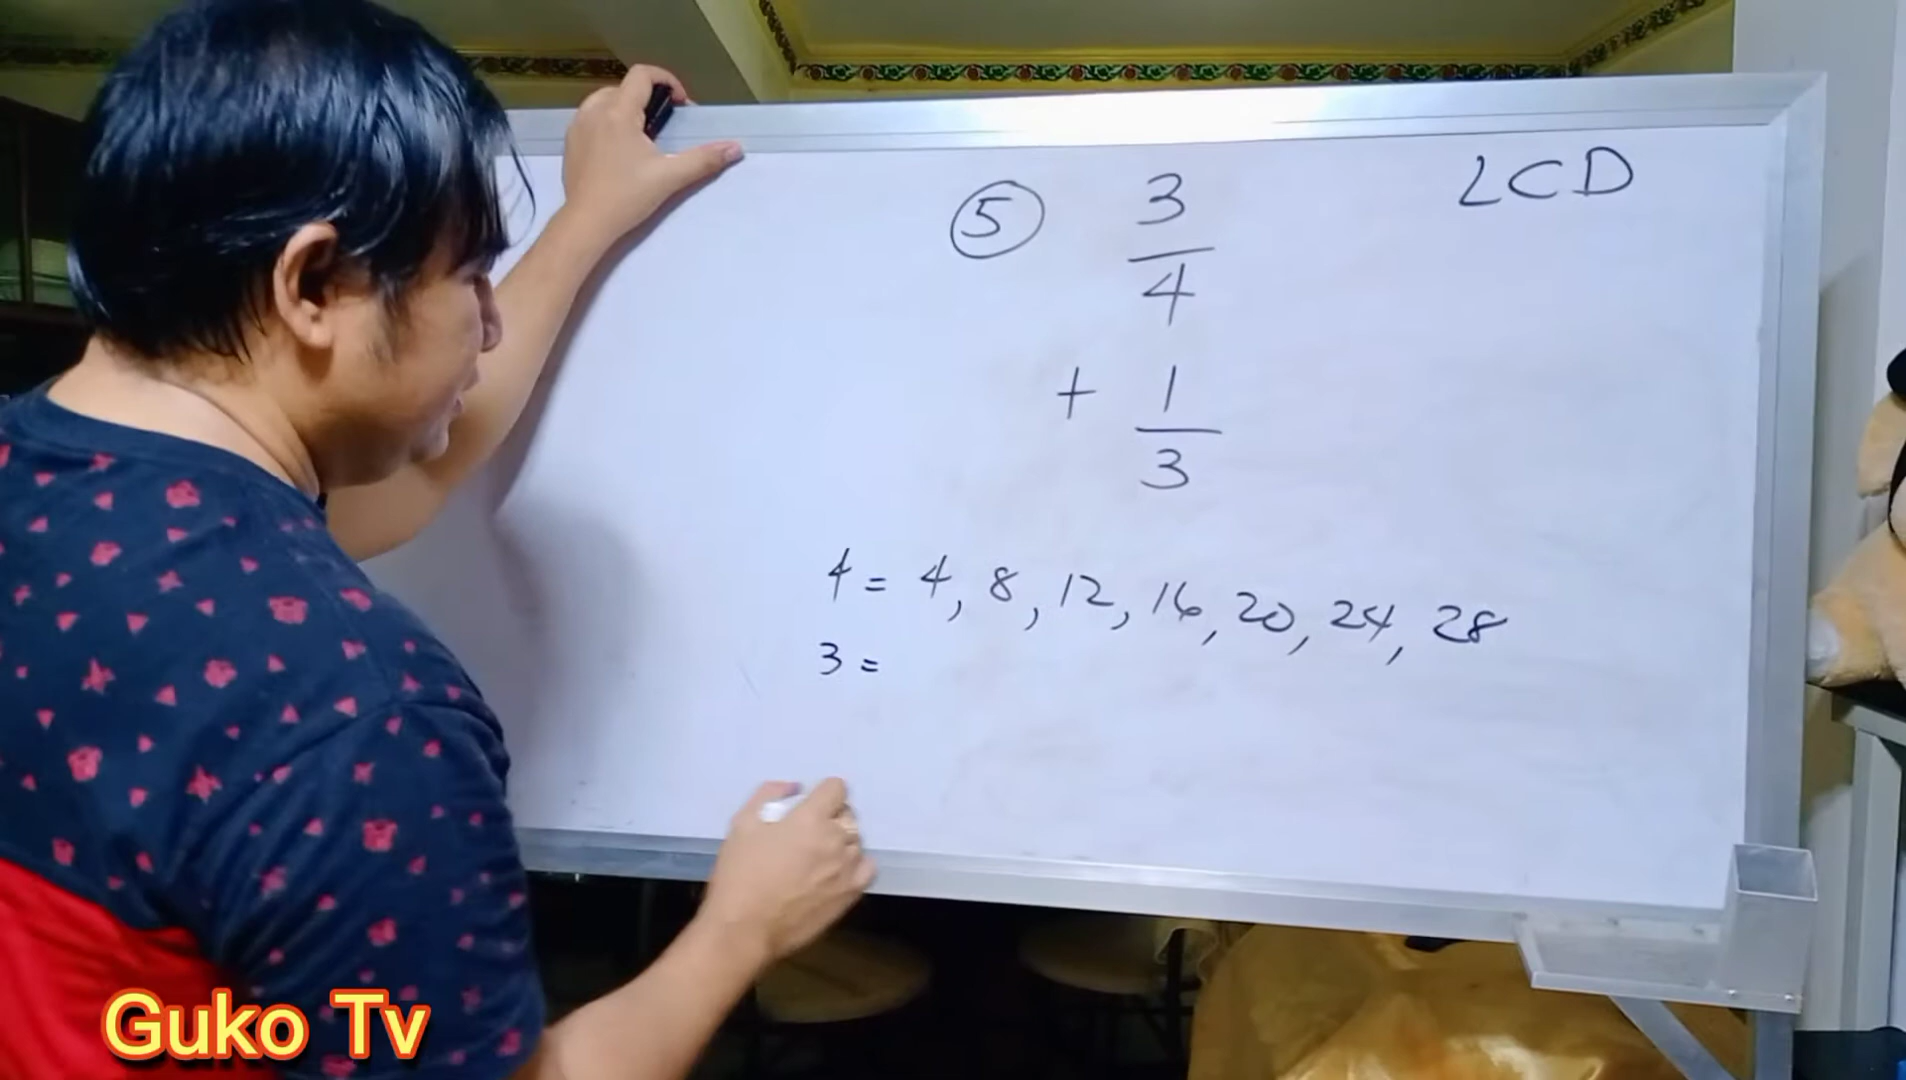 5 3 LCD
4
+ 1
3
4 = 4, 8, 12, 16, 20, 24, 28
3 =
Guko Tv